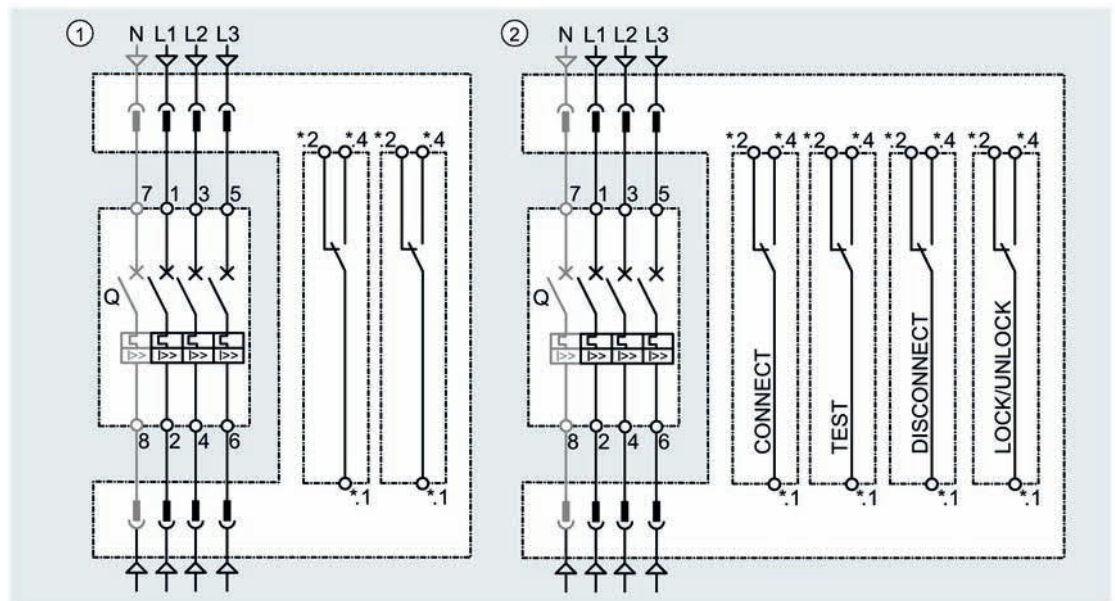 ① N L1 L2 L3
② N L1 L2 L3
*.2 *.4 *.2 *.4
*.2 *.4 *.2 *.4 *.2 *.4 *.2 *.4
7 1 3 5
7 1 3 5
Q
Q
I>> I>> I>> I>>
I>> I>> I>> I>>
CONNECT
TEST
DISCONNECT
LOCK/UNLOCK
8 2 4 6
8 2 4 6
*.1 *.1
*.1 *.1 *.1 *.1